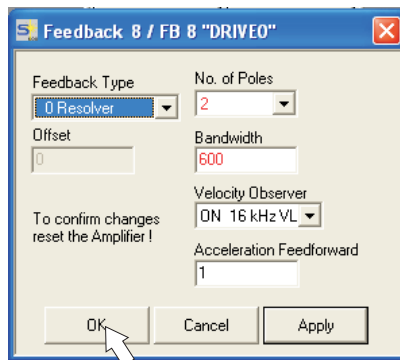 Feedback 8 / FB 8 "DRIVE0"
Feedback Type
0 Resolver
No. of Poles
2
Offset
0
Bandwidth
600
Velocity Observer
ON 16 kHz VL
To confirm changes
reset the Amplifier !
Acceleration Feedforward
1
OK
Cancel
Apply